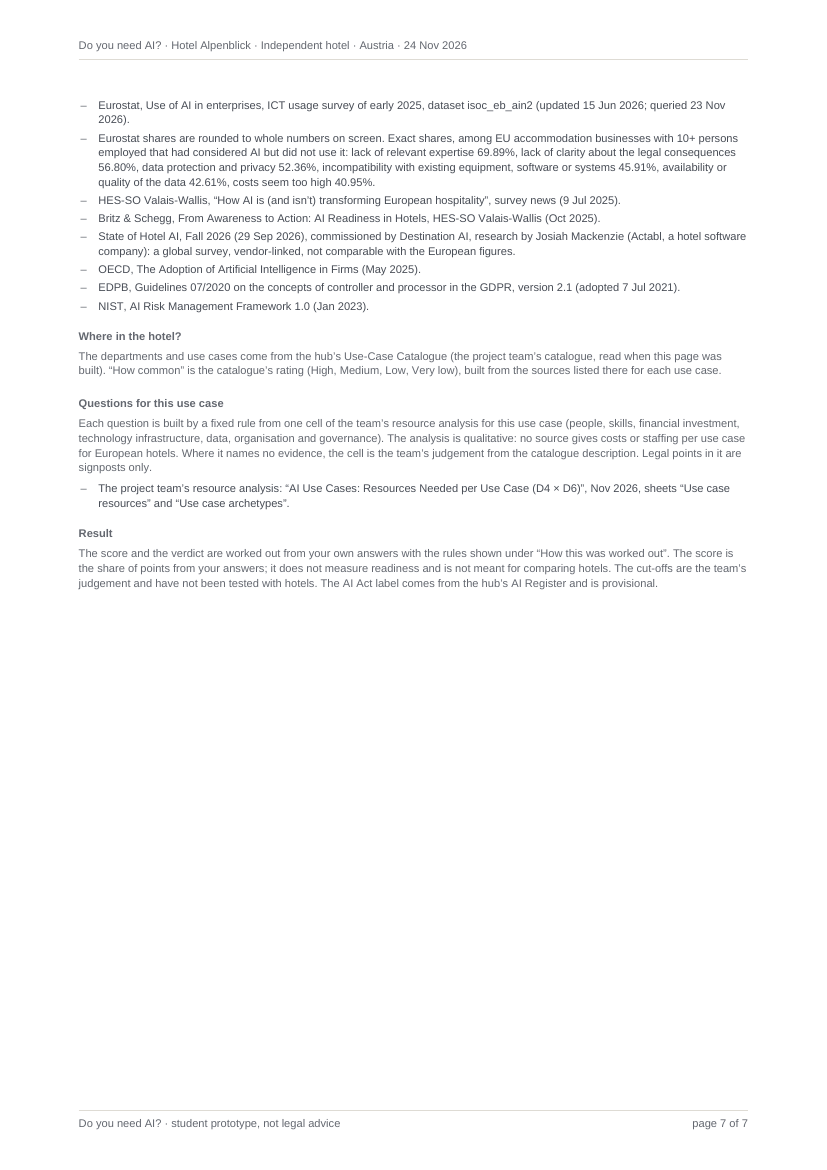 Do you need AI? · Hotel Alpenblick · Independent hotel · Austria · 24 Nov 2026
– Eurostat, Use of AI in enterprises, ICT usage survey of early 2025, dataset isoc_eb_ain2 (updated 15 Jun 2026; queried 23 Nov
2026).
– Eurostat shares are rounded to whole numbers on screen. Exact shares, among EU accommodation businesses with 10+ persons
employed that had considered AI but did not use it: lack of relevant expertise 69.89%, lack of clarity about the legal consequences
56.80%, data protection and privacy 52.36%, incompatibility with existing equipment, software or systems 45.91%, availability or
quality of the data 42.61%, costs seem too high 40.95%.
– HES-SO Valais-Wallis, “How AI is (and isn’t) transforming European hospitality”, survey news (9 Jul 2025).
– Britz & Schegg, From Awareness to Action: AI Readiness in Hotels, HES-SO Valais-Wallis (Oct 2025).
– State of Hotel AI, Fall 2026 (29 Sep 2026), commissioned by Destination AI, research by Josiah Mackenzie (Actabl, a hotel software
company): a global survey, vendor-linked, not comparable with the European figures.
– OECD, The Adoption of Artificial Intelligence in Firms (May 2025).
– EDPB, Guidelines 07/2020 on the concepts of controller and processor in the GDPR, version 2.1 (adopted 7 Jul 2021).
– NIST, AI Risk Management Framework 1.0 (Jan 2023).
Where in the hotel?
The departments and use cases come from the hub’s Use-Case Catalogue (the project team’s catalogue, read when this page was
built). “How common” is the catalogue’s rating (High, Medium, Low, Very low), built from the sources listed there for each use case.
Questions for this use case
Each question is built by a fixed rule from one cell of the team’s resource analysis for this use case (people, skills, financial investment,
technology infrastructure, data, organisation and governance). The analysis is qualitative: no source gives costs or staffing per use case
for European hotels. Where it names no evidence, the cell is the team’s judgement from the catalogue description. Legal points in it are
signposts only.
– The project team’s resource analysis: “AI Use Cases: Resources Needed per Use Case (D4 × D6)”, Nov 2026, sheets “Use case
resources” and “Use case archetypes”.
Result
The score and the verdict are worked out from your own answers with the rules shown under “How this was worked out”. The score is
the share of points from your answers; it does not measure readiness and is not meant for comparing hotels. The cut-offs are the team’s
judgement and have not been tested with hotels. The AI Act label comes from the hub’s AI Register and is provisional.
Do you need AI? · student prototype, not legal advice
page 7 of 7